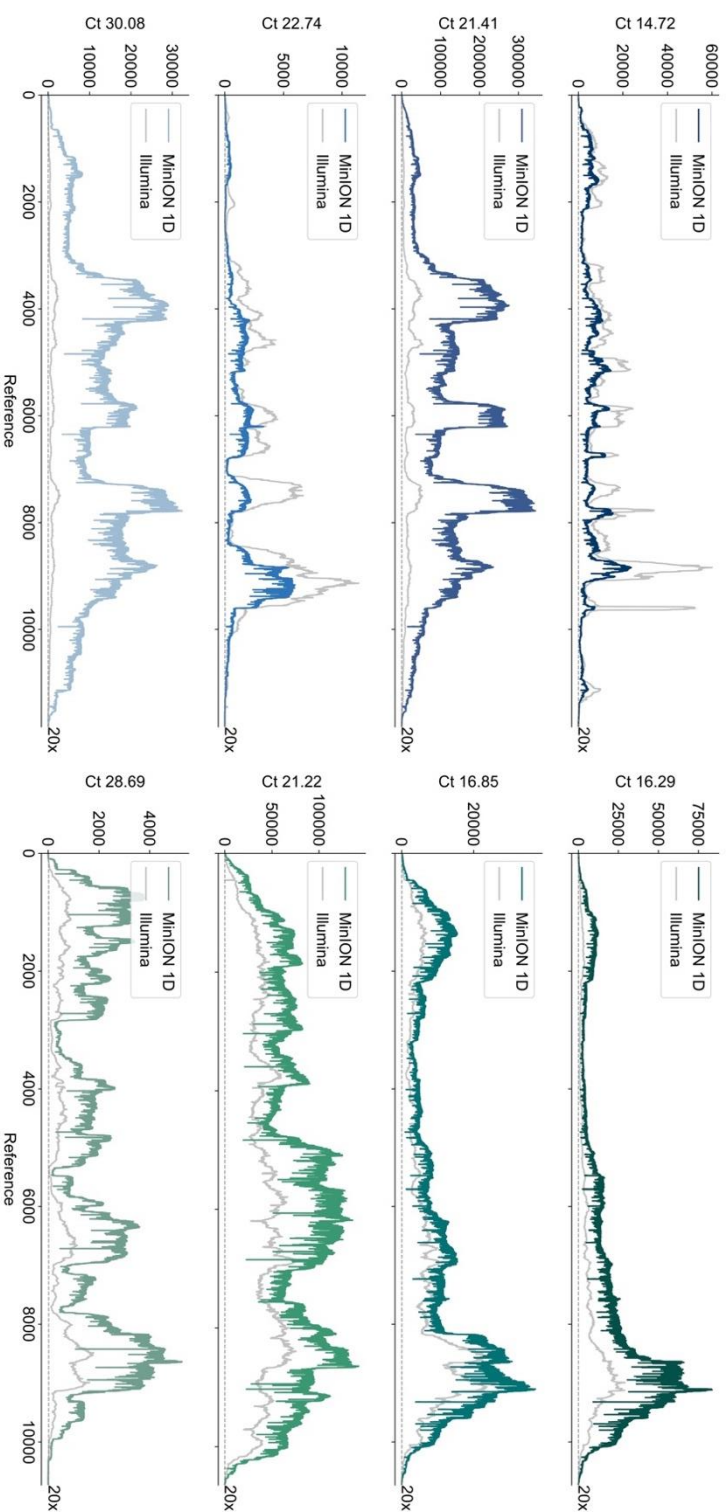 Ct 14.72
60000
40000
20000
0
MinION 1D
Illumina
20x
Ct 16.29
75000
50000
25000
0
MinION 1D
Illumina
20x
Ct 21.41
300000
200000
100000
0
MinION 1D
Illumina
20x
Ct 16.85
20000
0
MinION 1D
Illumina
20x
Ct 22.74
10000
5000
0
MinION 1D
Illumina
20x
Ct 21.22
100000
50000
0
MinION 1D
Illumina
20x
Ct 30.08
30000
20000
10000
0
MinION 1D
Illumina
20x
0 2000 4000 6000 8000 10000
Reference
Ct 28.69
4000
2000
0
MinION 1D
Illumina
20x
0 2000 4000 6000 8000 10000
Reference